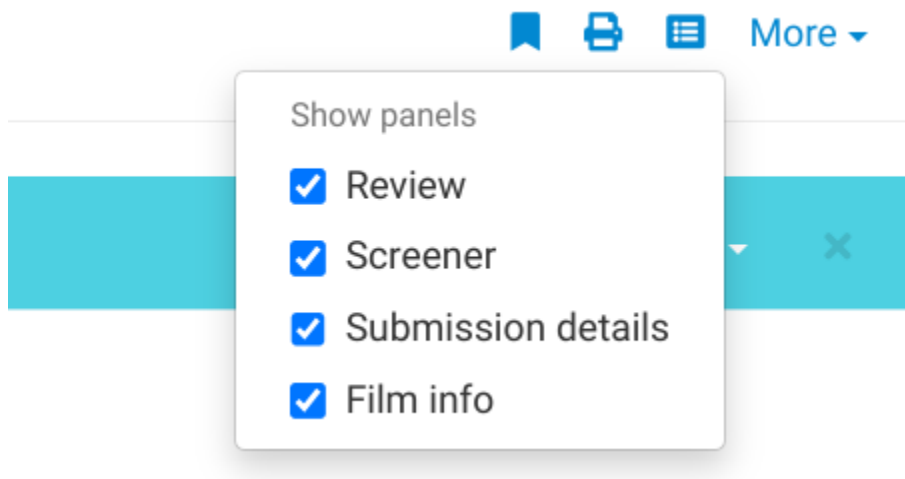 More
Show panels
Review
Screener
Submission details
Film info